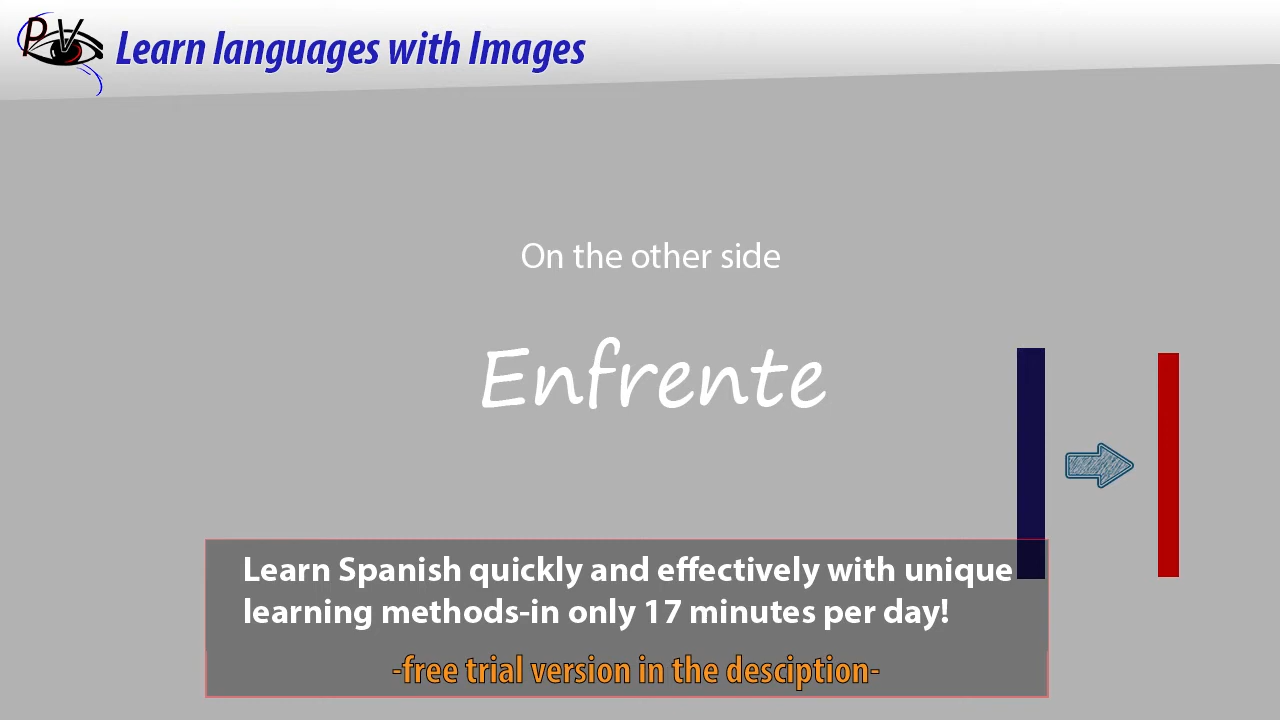 PV
Learn languages with Images
On the other side
Enfrente
Learn Spanish quickly and effectively with unique
learning methods-in only 17 minutes per day!
-free trial version in the desciption-